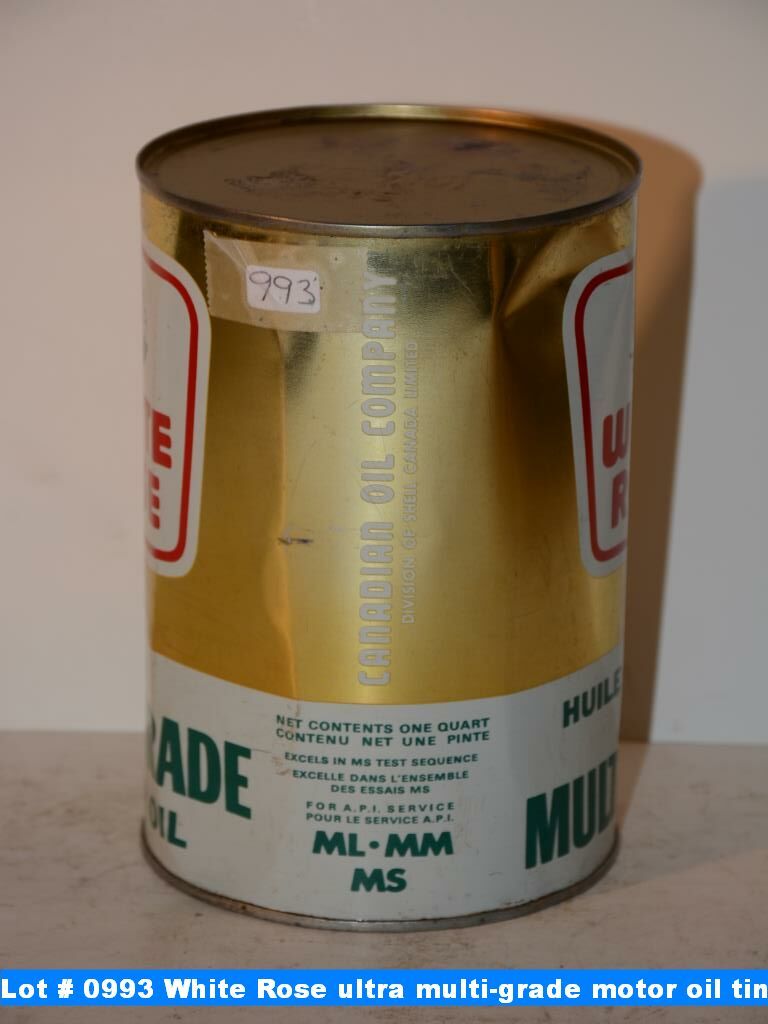 993
CANADIAN OIL COMPANY
DIVISION OF SHELL CANADA LIMITED
TE
E
W
R
RADE
OIL
NET CONTENTS ONE QUART
CONTENU NET UNE PINTE
EXCELS IN MS TEST SEQUENCE
EXCELLE DANS L'ENSEMBLE
DES ESSAIS MS
FOR A.P.I. SERVICE
POUR LE SERVICE A.P.I.
ML•MM
MS
HUILE
MULT
Lot # 0993 White Rose ultra multi-grade motor oil tin